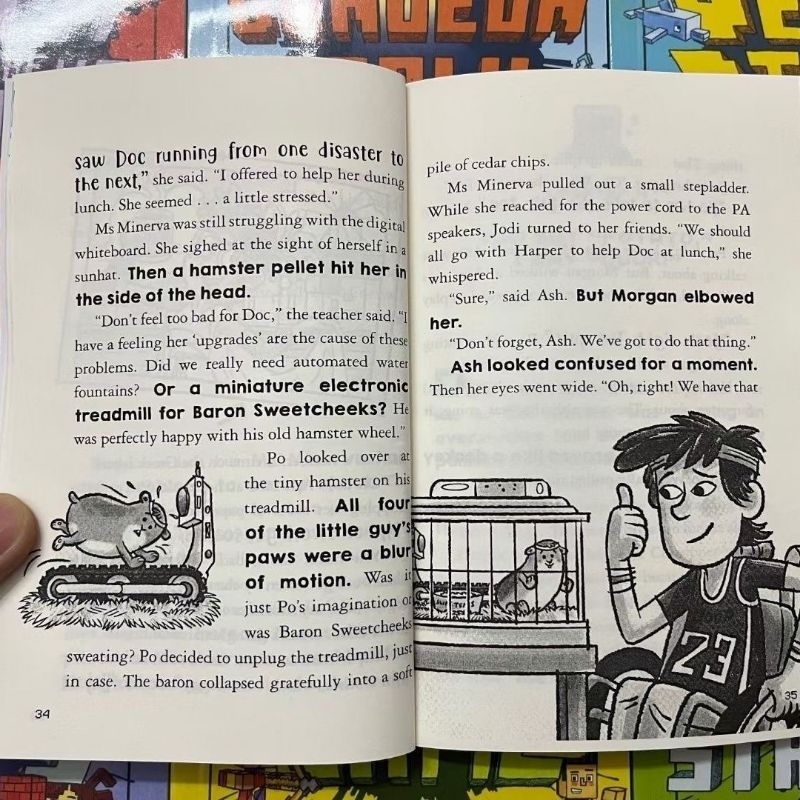 saw Doc running from one disaster to
the next," she said. "I offered to help her during
lunch. She seemed . . . a little stressed."
Ms Minerva was still struggling with the digital
whiteboard. She sighed at the sight of herself in a
sunhat. Then a hamster pellet hit her in
the side of the head.
"Don't feel too bad for Doc," the teacher said. "I
have a feeling her 'upgrades' are the cause of these
problems. Did we really need automated water
fountains? Or a miniature electronic
treadmill for Baron Sweetcheeks? He
was perfectly happy with his old hamster wheel."
Po looked over at
the tiny hamster on his
treadmill. All four
of the little guy's
paws were a blur
of motion. Was it
just Po's imagination or
was Baron Sweetcheeks
sweating? Po decided to unplug the treadmill, just
in case. The baron collapsed gratefully into a soft
34
pile of cedar chips.
Ms Minerva pulled out a small stepladder.
While she reached for the power cord to the PA
speakers, Jodi turned to her friends. "We should
all go with Harper to help Doc at lunch," she
whispered.
"Sure," said Ash. But Morgan elbowed
her.
"Don't forget, Ash. We've got to do that thing."
Ash looked confused for a moment.
Then her eyes went wide. "Oh, right! We have that
23
35